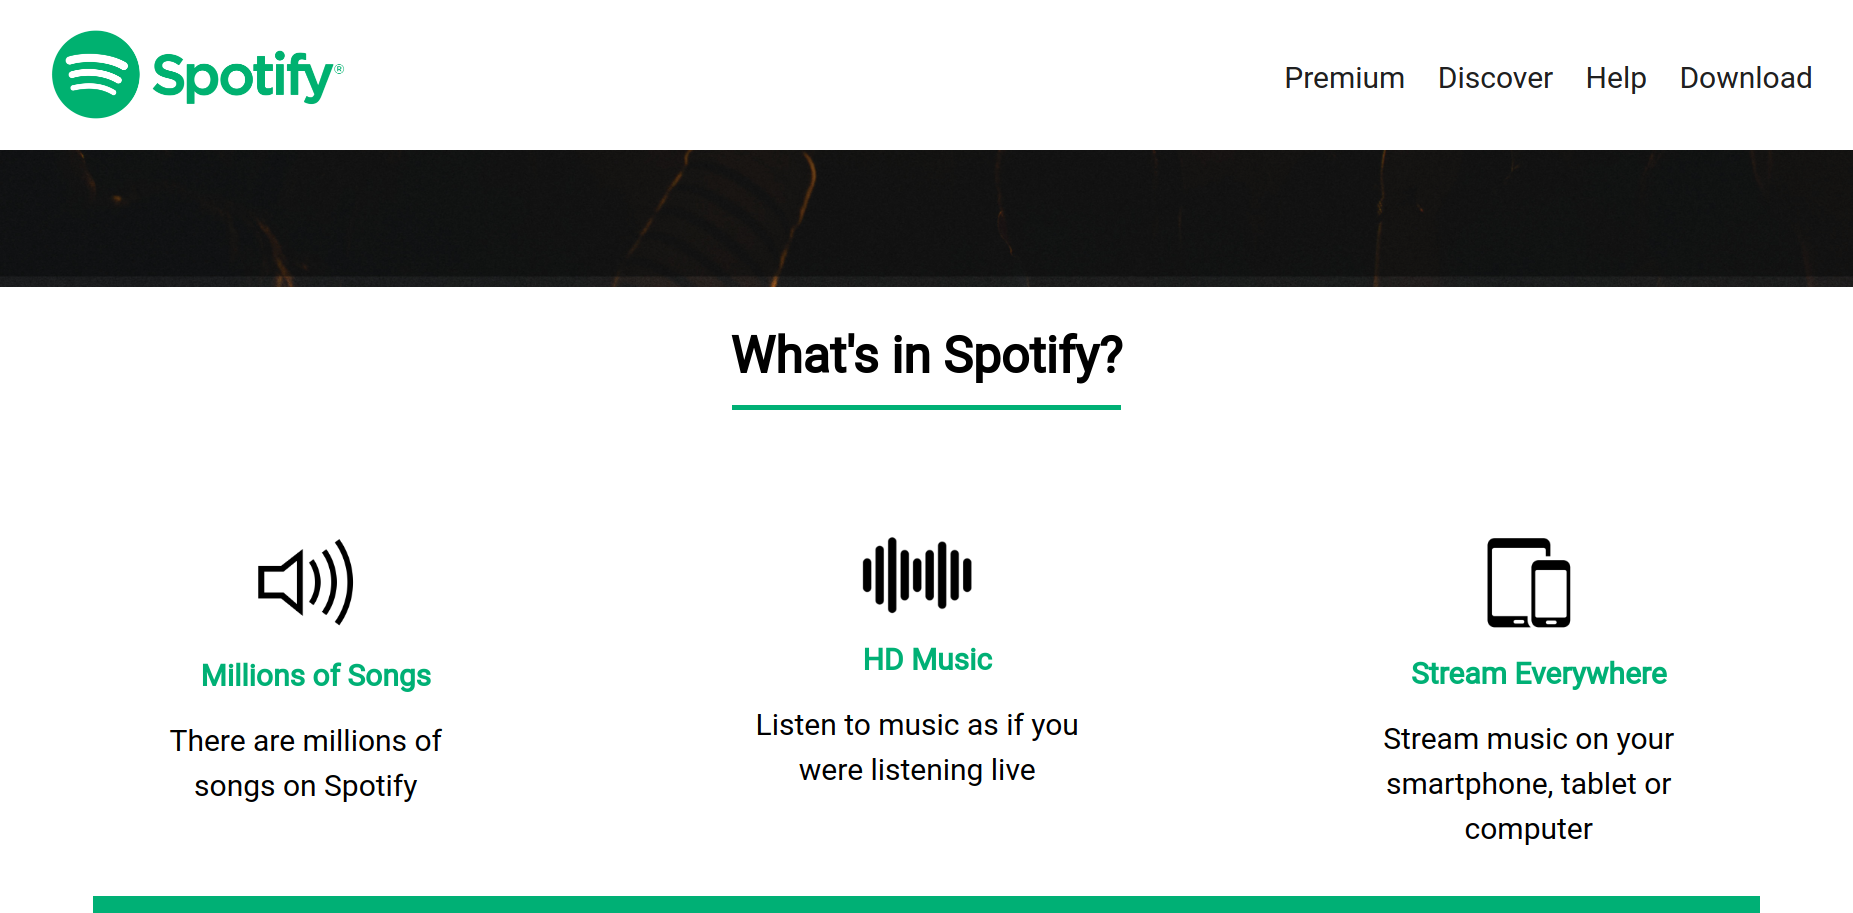 Spotify®
Premium Discover Help Download
What's in Spotify?
Millions of Songs
There are millions of
songs on Spotify
HD Music
Listen to music as if you
were listening live
Stream Everywhere
Stream music on your
smartphone, tablet or
computer